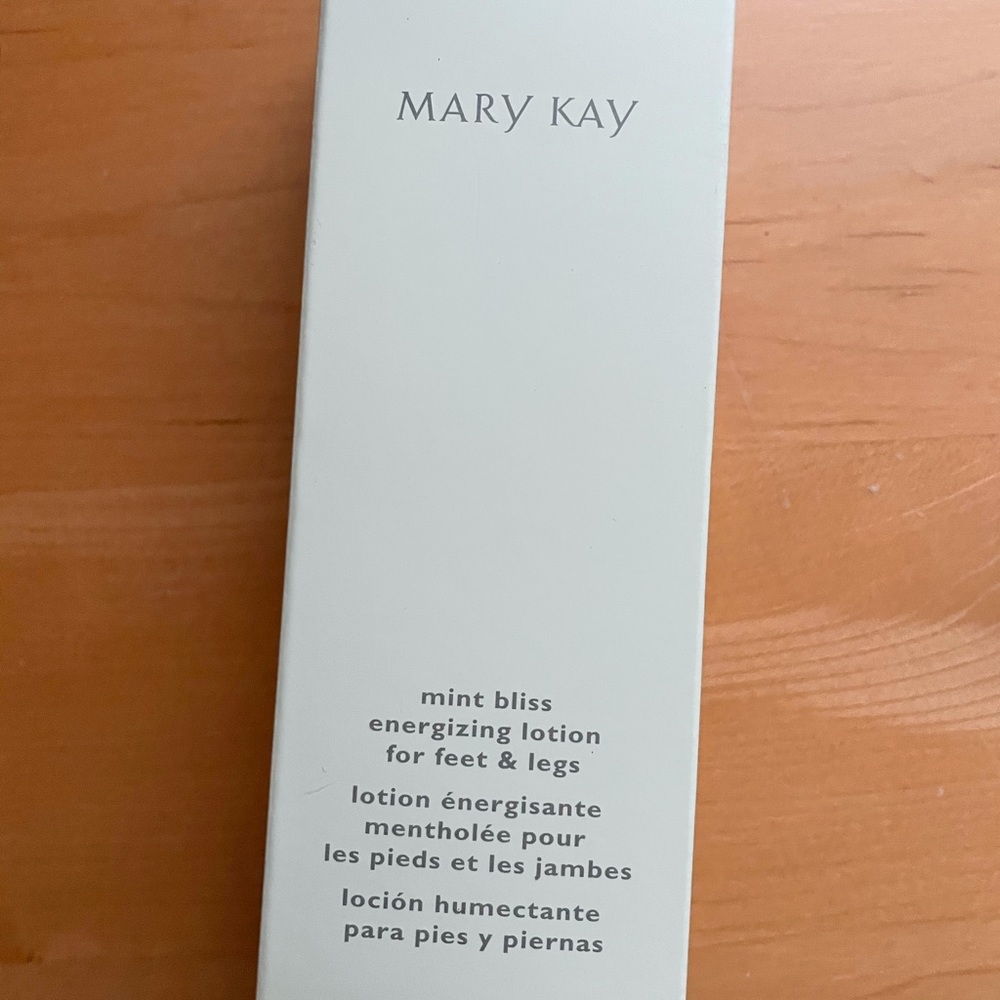 MARY KAY
mint bliss
energizing lotion
for feet & legs
lotion énergisante
mentholée pour
les pieds et les jambes
loción humectante
para pies y piernas